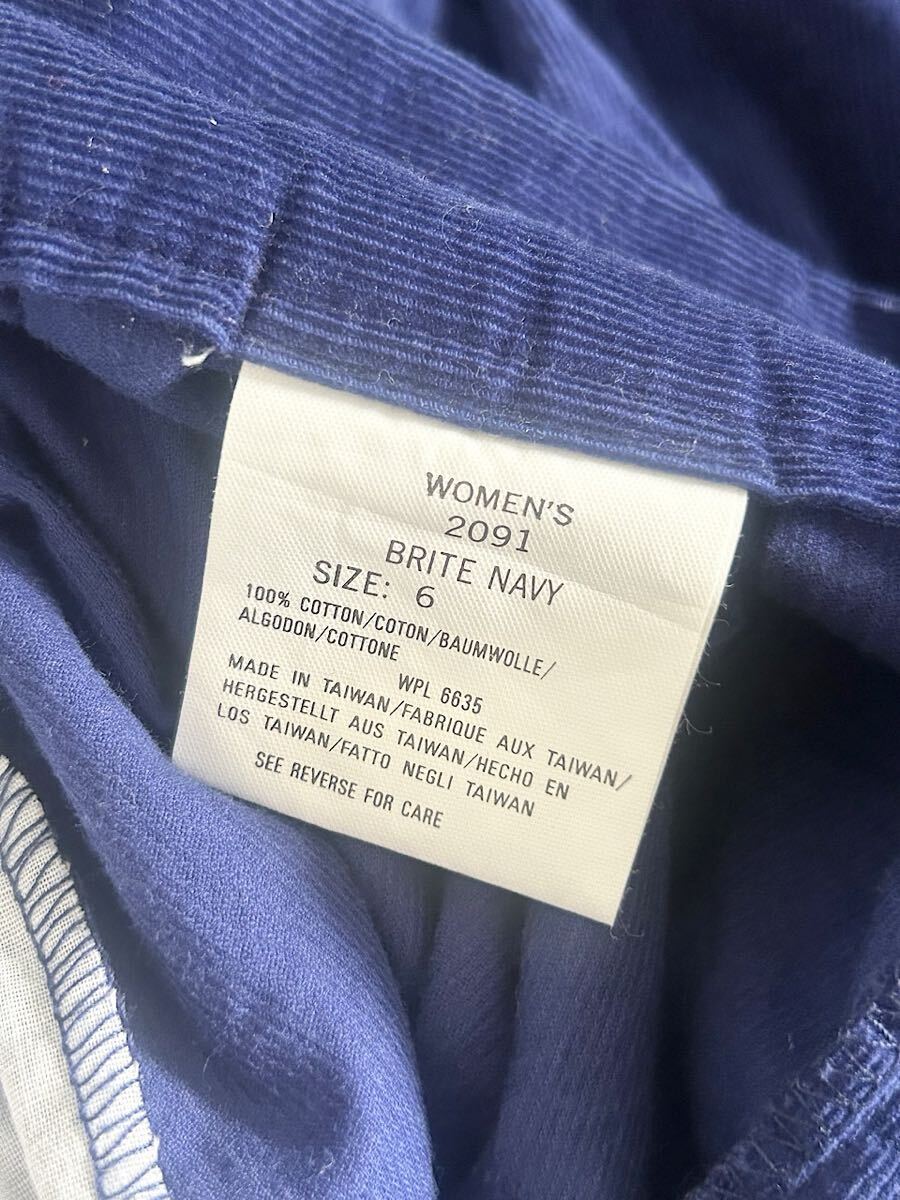 WOMEN'S
2091
BRITE NAVY
SIZE: 6
100% COTTON/COTON/BAUMWOLLE/
ALGODON/COTTONE
WPL 6635
MADE IN TAIWAN/FABRIQUE AUX TAIWAN/
HERGESTELLT AUS TAIWAN/HECHO EN
LOS TAIWAN/FATTO NEGLI TAIWAN
SEE REVERSE FOR CARE